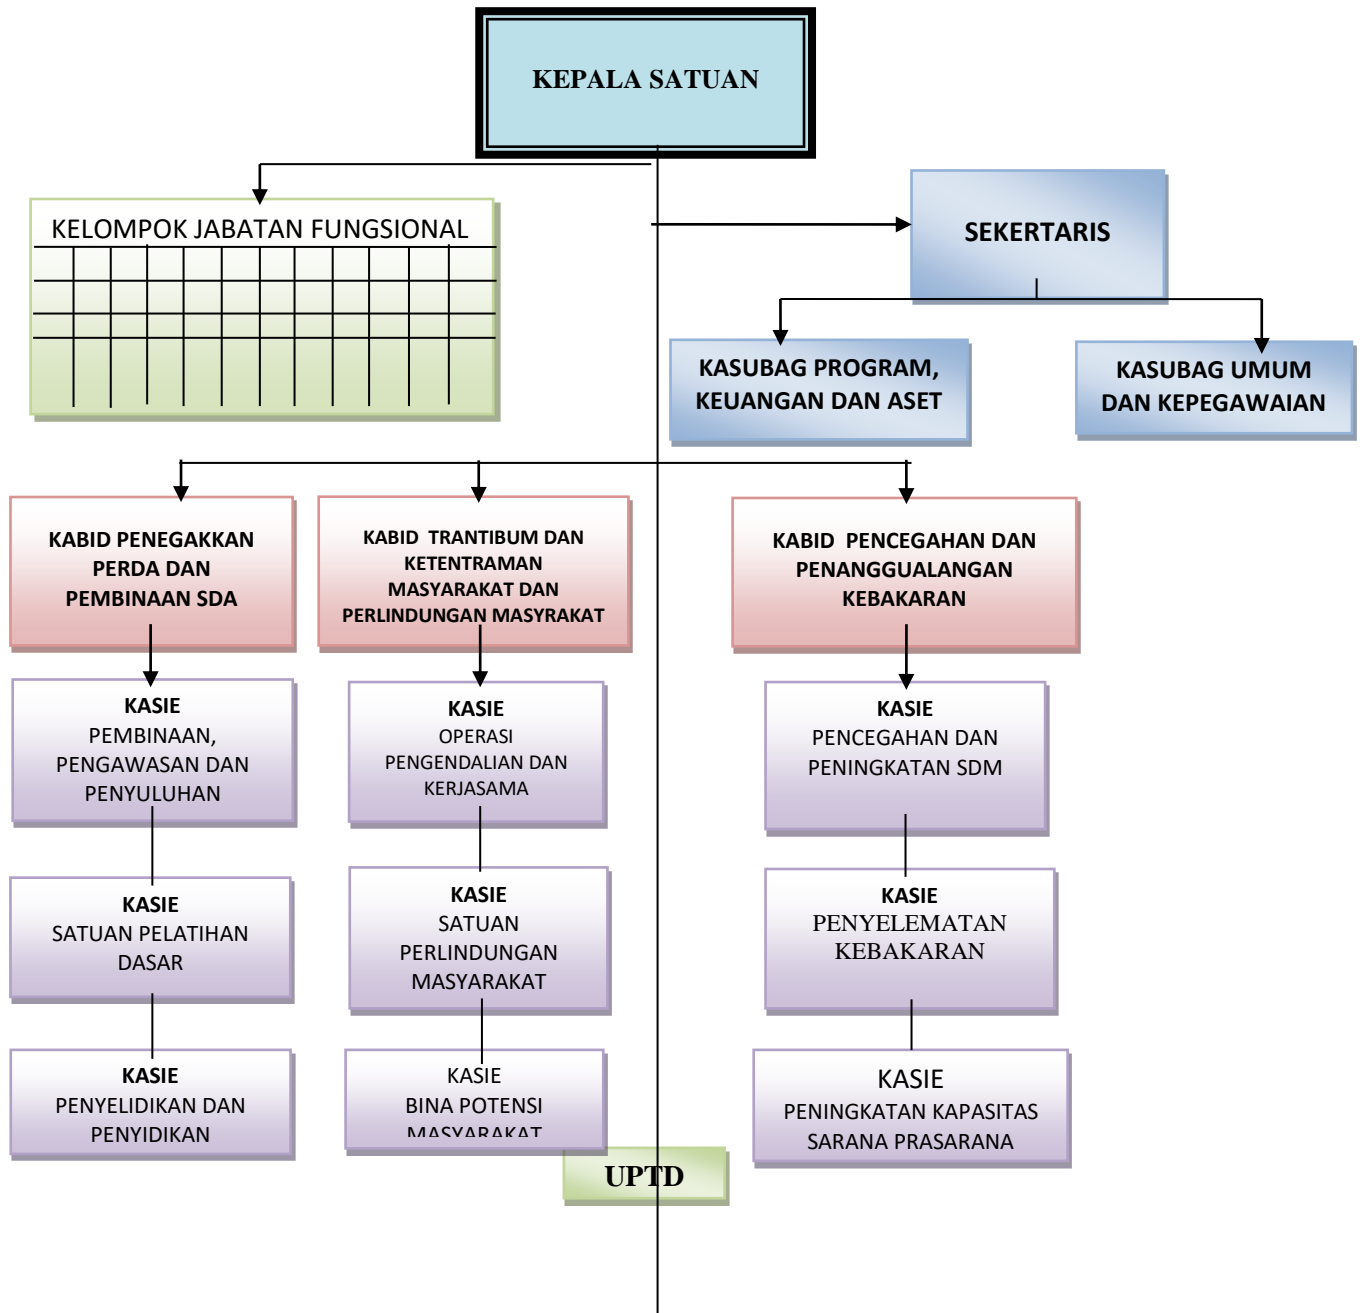 KEPALA SATUAN
KELOMPOK JABATAN FUNGSIONAL
SEKERTARIS
KASUBAG PROGRAM,
KEUANGAN DAN ASET
KASUBAG UMUM
DAN KEPEGAWAIAN
KABID PENEGAKKAN
PERDA DAN
PEMBINAAN SDA
KABID TRANTIBUM DAN
KETENTRAMAN
MASYARAKAT DAN
PERLINDUNGAN MASYRAKAT
KABID PENCEGAHAN DAN
PENANGGUALANGAN
KEBAKARAN
KASIE
PEMBINAAN,
PENGAWASAN DAN
PENYULUHAN
KASIE
OPERASI
PENGENDALIAN DAN
KERJASAMA
KASIE
PENCEGAHAN DAN
PENINGKATAN SDM
KASIE
SATUAN PELATIHAN
DASAR
KASIE
SATUAN
PERLINDUNGAN
MASYARAKAT
KASIE
PENYELEMATAN
KEBAKARAN
KASIE
PENYELIDIKAN DAN
PENYIDIKAN
KASIE
BINA POTENSI
MASYARAKAT
KASIE
PENINGKATAN KAPASITAS
SARANA PRASARANA
UPTD